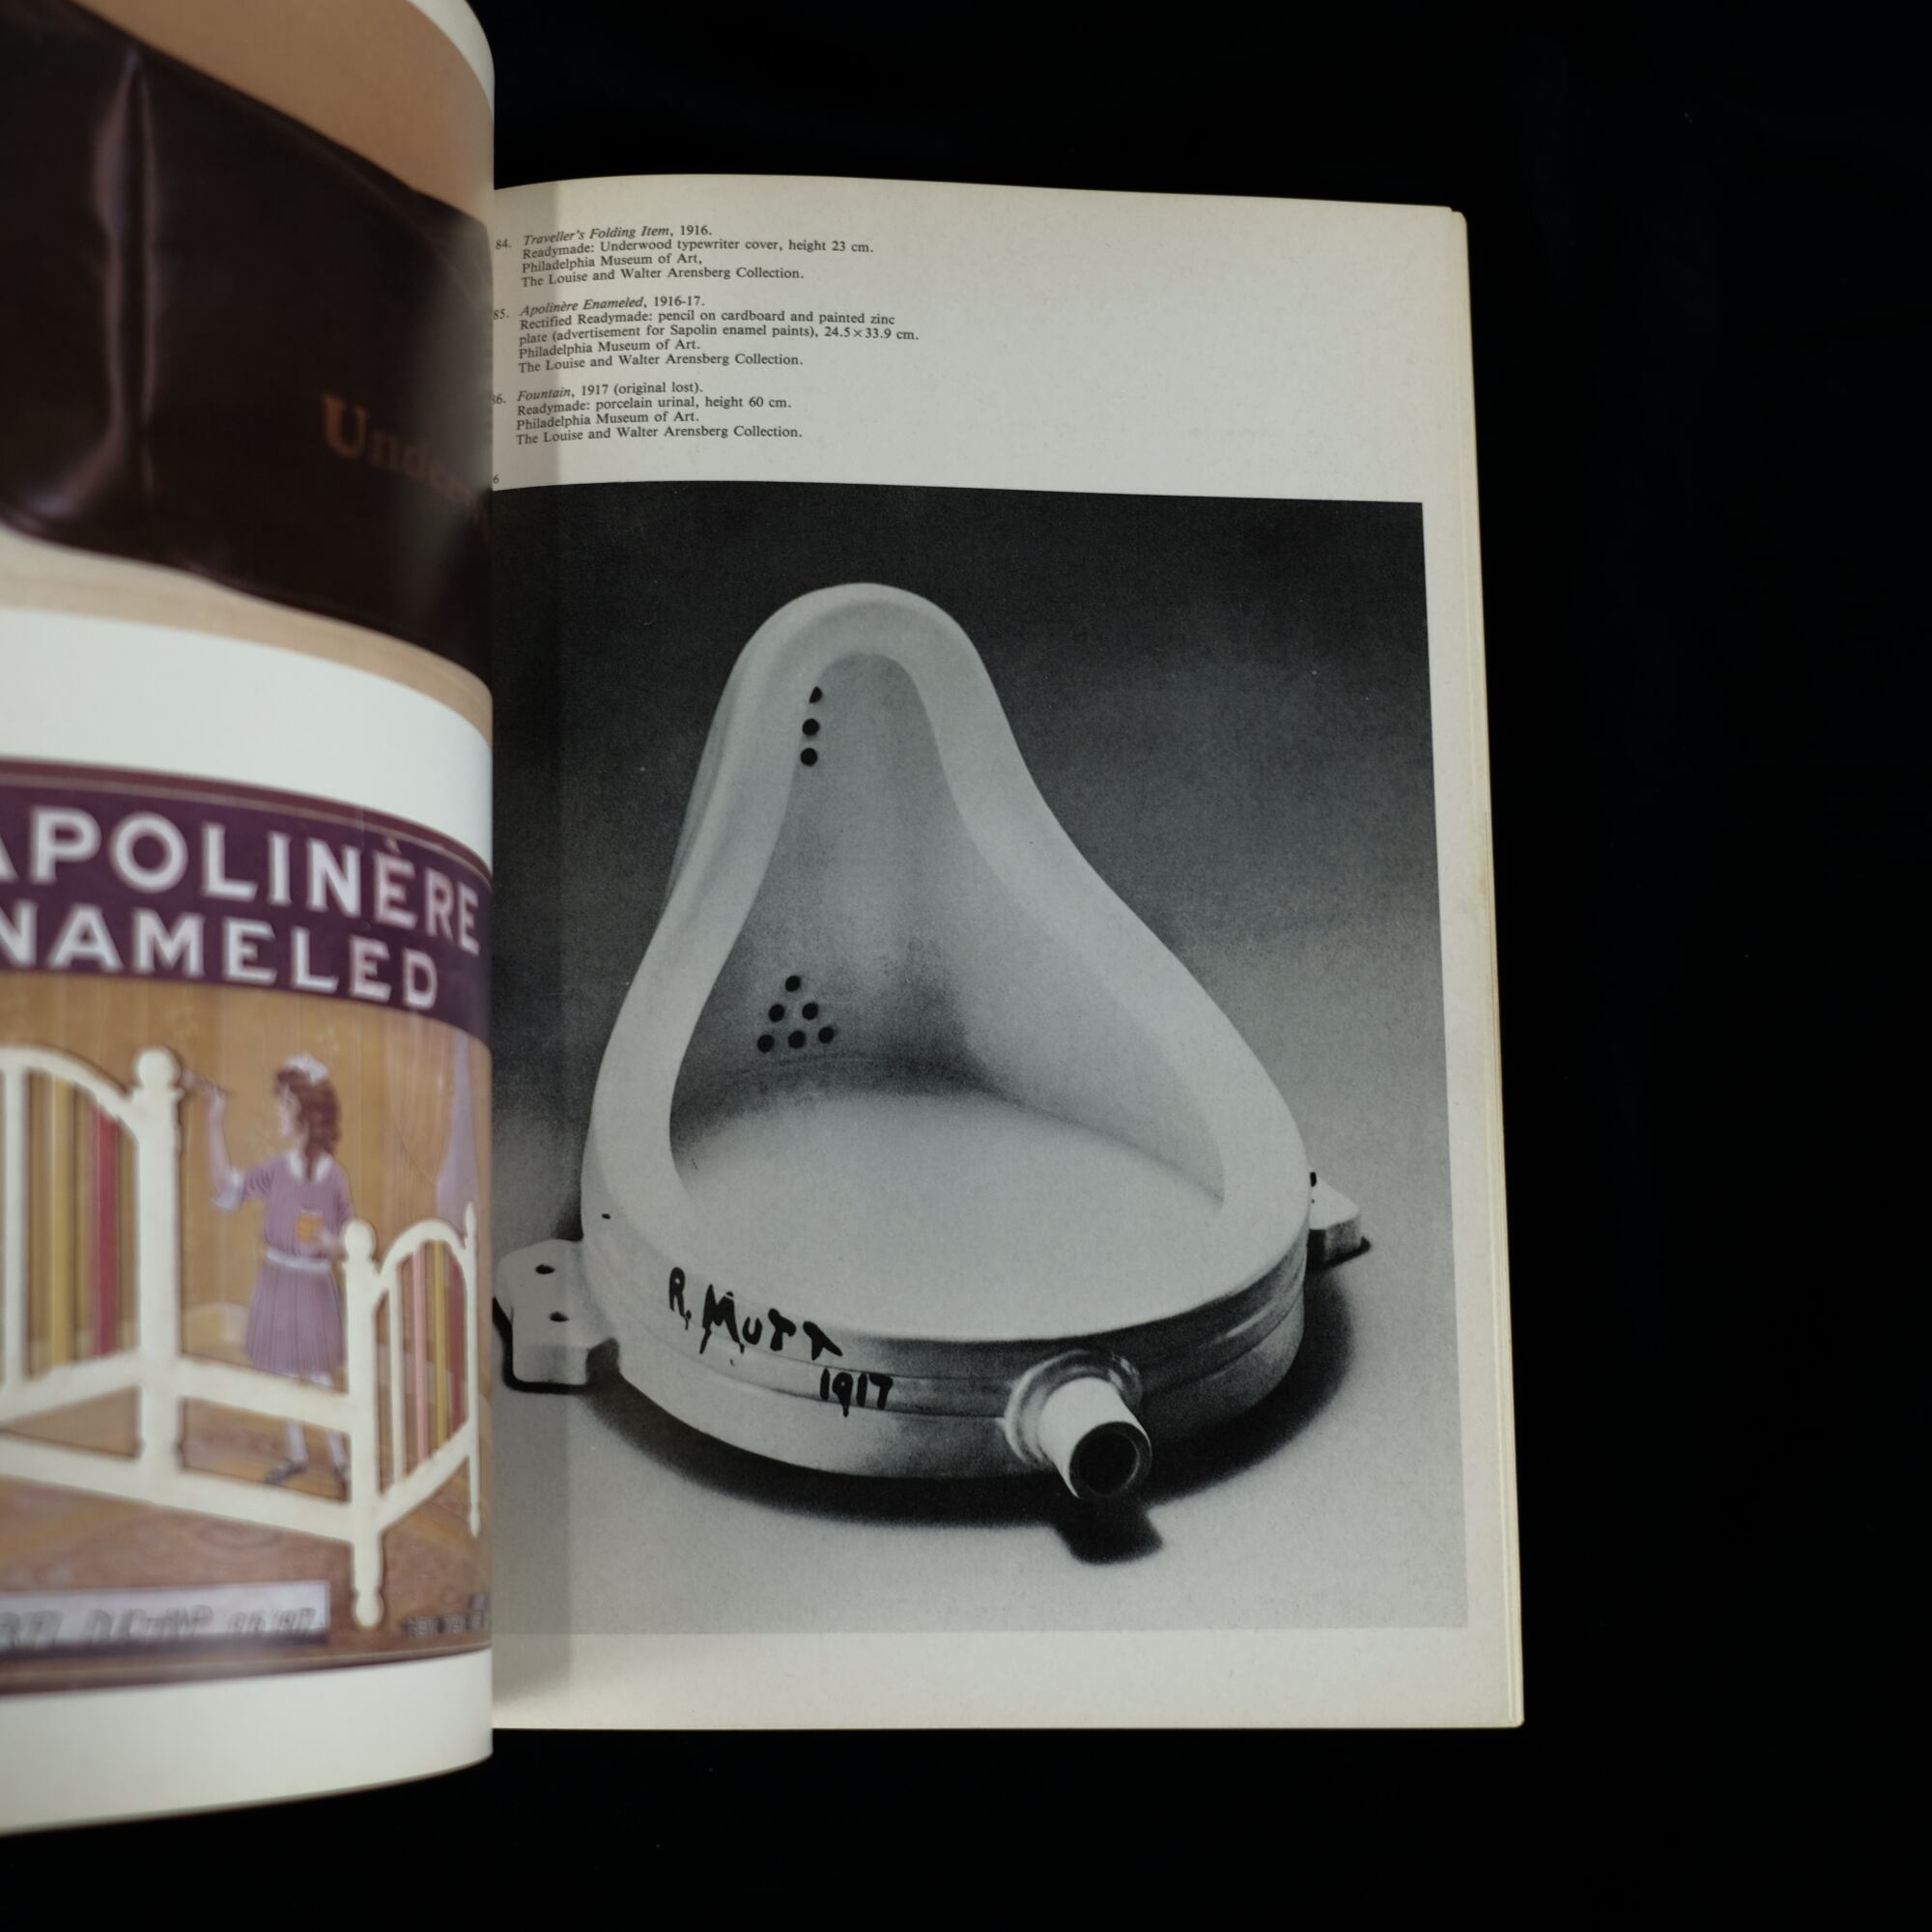 Under
APOLINÈRE
NAMELED
84. Traveller's Folding Item, 1916.
Readymade: Underwood typewriter cover, height 23 cm.
Philadelphia Museum of Art,
The Louise and Walter Arensberg Collection.
85. Apolinère Enameled, 1916-17.
Rectified Readymade: pencil on cardboard and painted zinc
plate (advertisement for Sapolin enamel paints), 24.5×33.9 cm.
Philadelphia Museum of Art.
The Louise and Walter Arensberg Collection.
86. Fountain, 1917 (original lost).
Readymade: porcelain urinal, height 60 cm.
Philadelphia Museum of Art.
The Louise and Walter Arensberg Collection.
6
R. MUTT
1917